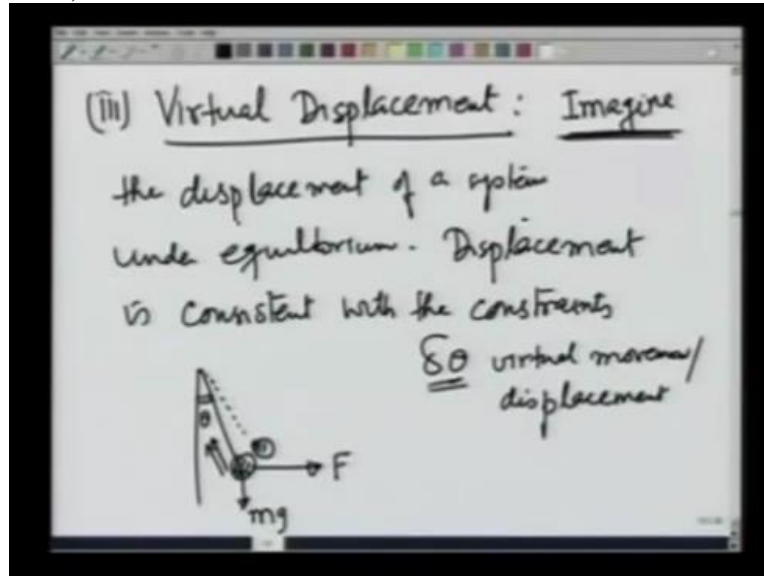 (iii) Virtual Displacement: Imagine
the displacement of a system
under equilibrium. Displacement
is consistent with the constraints
δθ virtual movement/
displacement
θ
F
mg